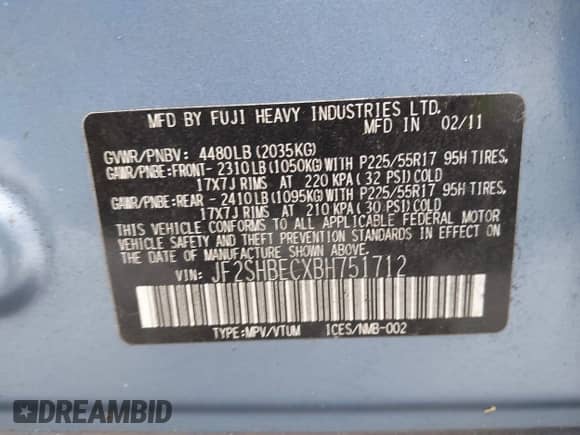 MFD BY FUJI HEAVY INDUSTRIES LTD.
MFD IN 02/11
GVWR/PNBV: 4480LB(2035KG)
GAWR/PNBE:FRONT- 2310LB(1050KG)WITH P225/55R17 95H TIRES,
17X7J RIMS AT 220 KPA( 32 PSI)COLD
GAWR/PNBE:REAR - 2410LB(1095KG)WITH P225/55R17 95H TIRES,
17X7J RIMS AT 210 KPA( 30 PSI)COLD
THIS VEHICLE CONFORMS TO ALL APPLICABLE FEDERAL MOTOR
VEHICLE SAFETY AND THEFT PREVENTION STANDARDS IN EFFECT ON
THE DATE OF MANUFACTURE SHOWN ABOVE.
VIN: JF2SHBECXBH751712
TYPE:MPV/VTUM 1CES/NMB-002
DREAMBID